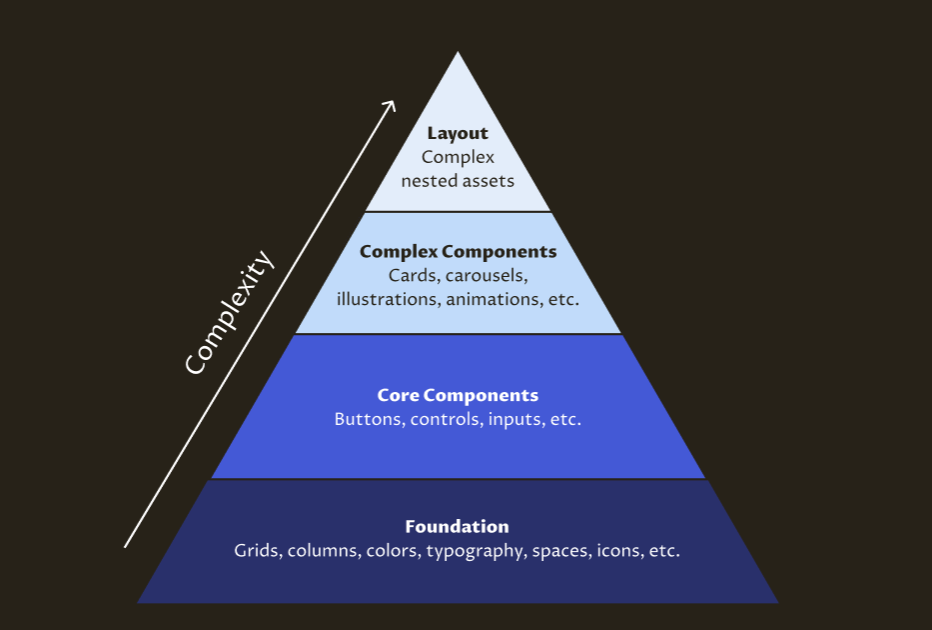 Layout
Complex
nested assets
Complex Components
Cards, carousels,
illustrations, animations, etc.
Complexity
Core Components
Buttons, controls, inputs, etc.
Foundation
Grids, columns, colors, typography, spaces, icons, etc.